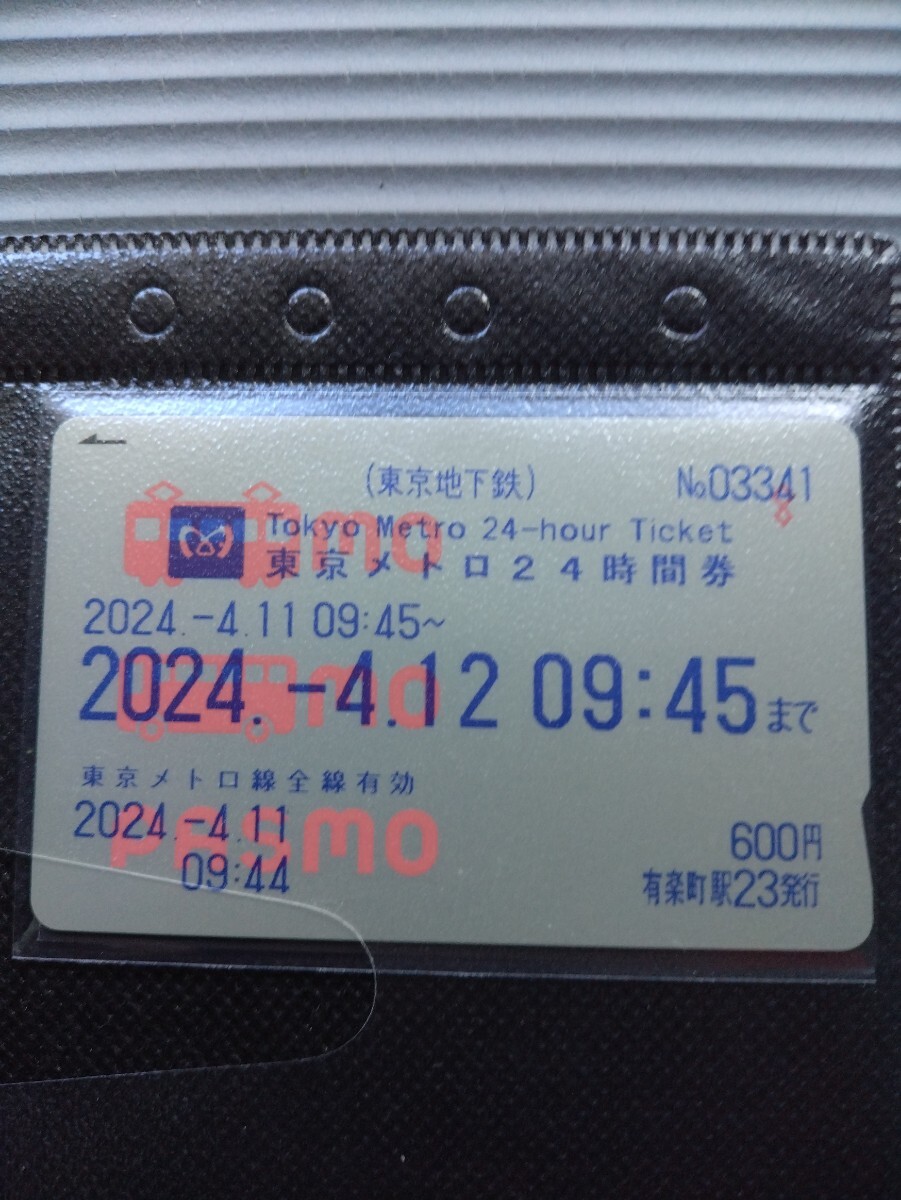 (東京地下鉄) №03341
Tokyo Metro 24-hour Ticket
東京メトロ24時間券
2024.-4.11 09:45~
2024.-4.12 09:45まで
東京メトロ線全線有効
2024.-4.11
09:44
600円
有楽町駅23発行
mo
mo
PASMO
8